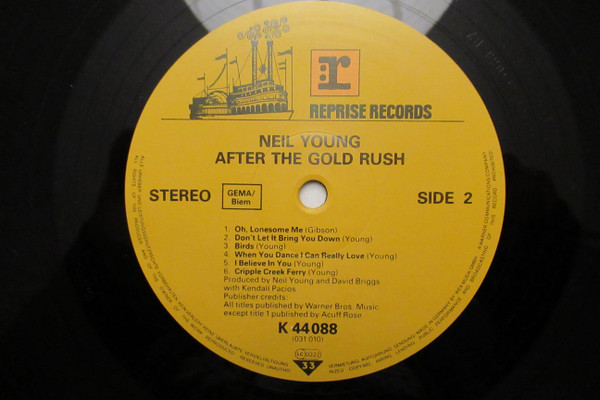 r
REPRISE RECORDS
NEIL YOUNG
AFTER THE GOLD RUSH
STEREO
GEMA/
Biem
SIDE 2
1. Oh, Lonesome Me (Gibson)
2. Don't Let It Bring You Down (Young)
3. Birds (Young)
4. When You Dance I Can Really Love (Young)
5. I Believe In You (Young)
6. Cripple Creek Ferry (Young)
Produced by Neil Young and David Briggs
with Kendall Pacios
Publisher credits:
All titles published by Warner Bros. Music
except title 1 published by Acuff Rose
K 44088
(031 010)
33